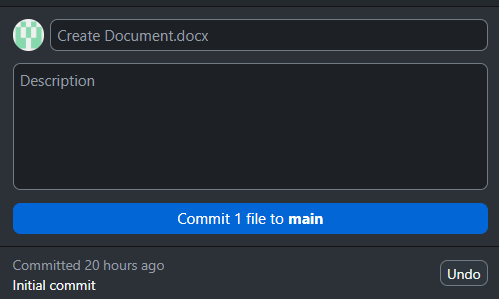 Create Document.docx
Description
Commit 1 file to main
Committed 20 hours ago
Undo
Initial commit